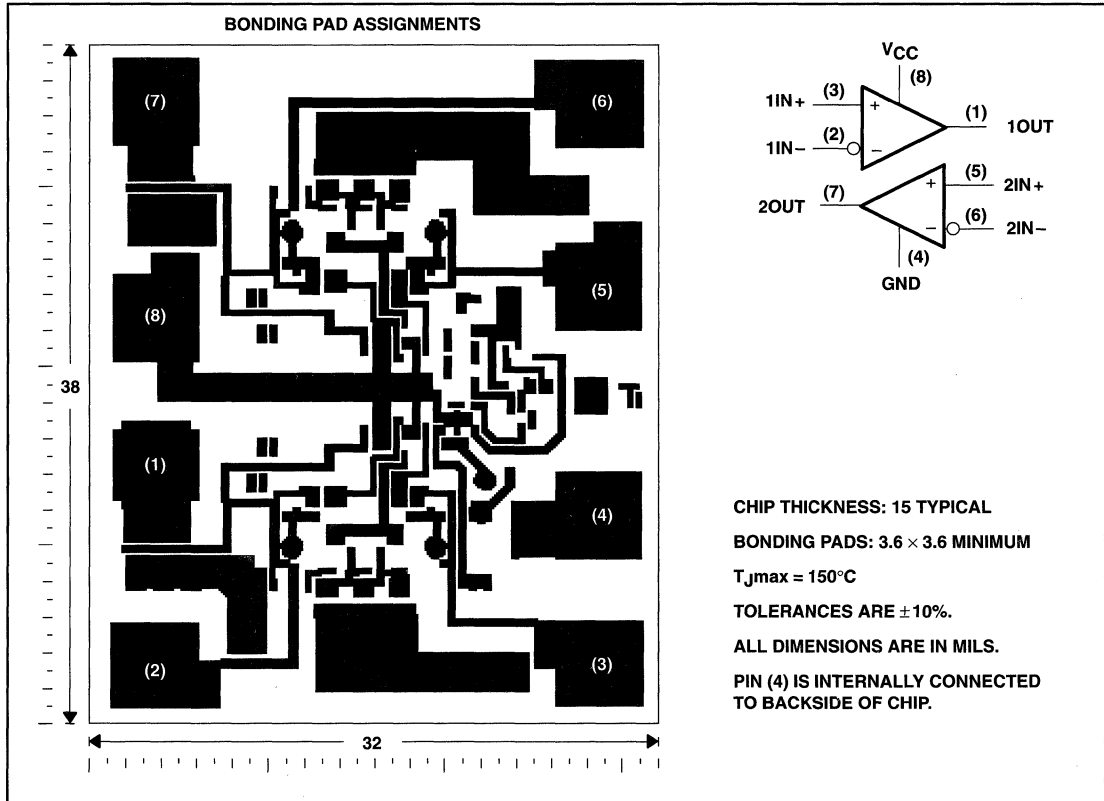 BONDING PAD ASSIGNMENTS
(7)
(6)
(5)
(8)
38
(1)
(4)
(2)
(3)
32
VCC
(8)
1IN+
(3)
+
(1)
1OUT
1IN−
(2)
−
(5)
+
2IN+
2OUT
(7)
(6)
−
2IN−
(4)
GND
CHIP THICKNESS: 15 TYPICAL
BONDING PADS: 3.6 × 3.6 MINIMUM
TJmax = 150°C
TOLERANCES ARE ±10%.
ALL DIMENSIONS ARE IN MILS.
PIN (4) IS INTERNALLY CONNECTED
TO BACKSIDE OF CHIP.